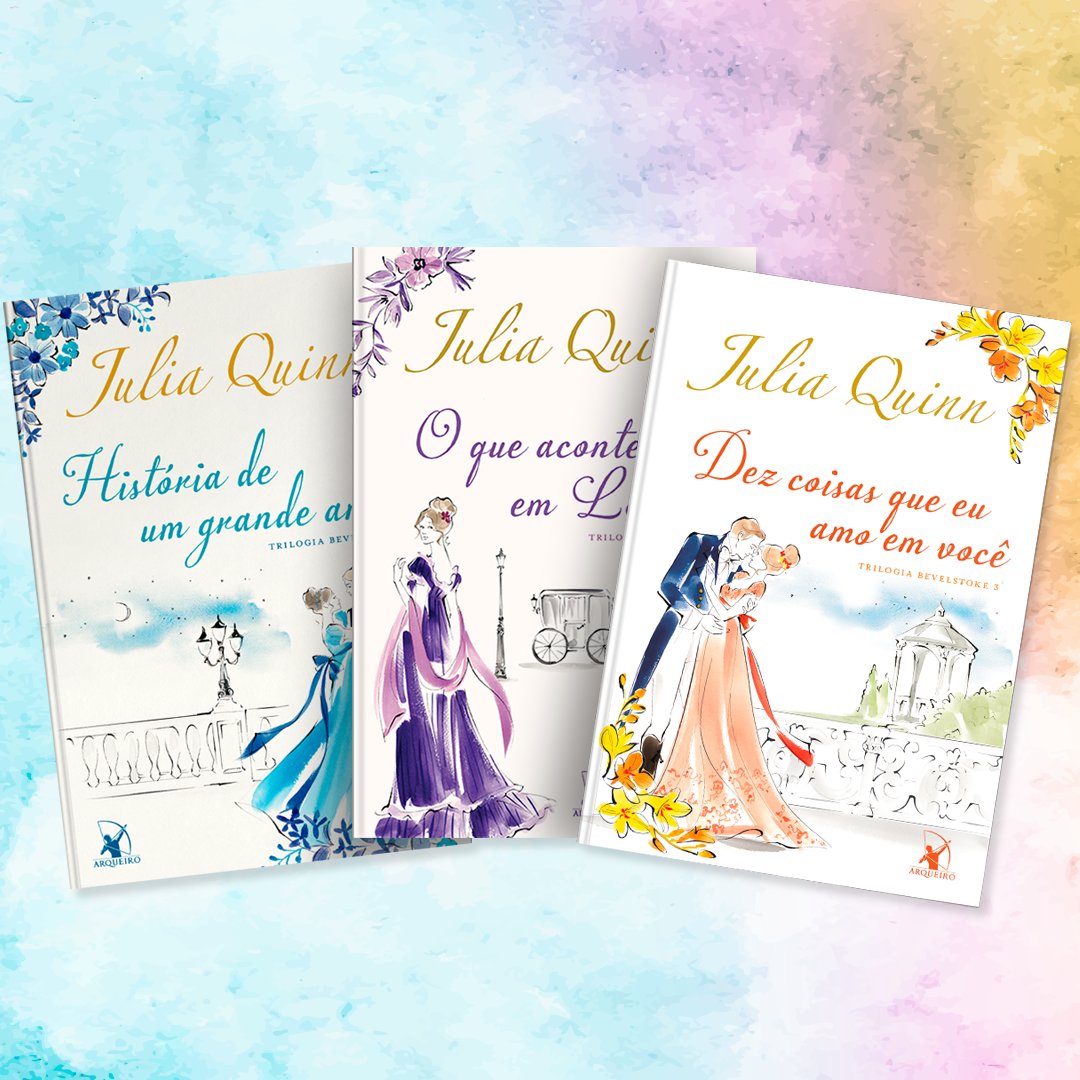 Julia Quinn
História de
um grande a
TRILOGIA BEV
ARQUEIRO
Julia Qui
O que aconte
em L
TRIL
Julia Quinn
Dez coisas que eu
amo em você
TRILOGIA BEVELSTOKE 3
ARQUEIRO